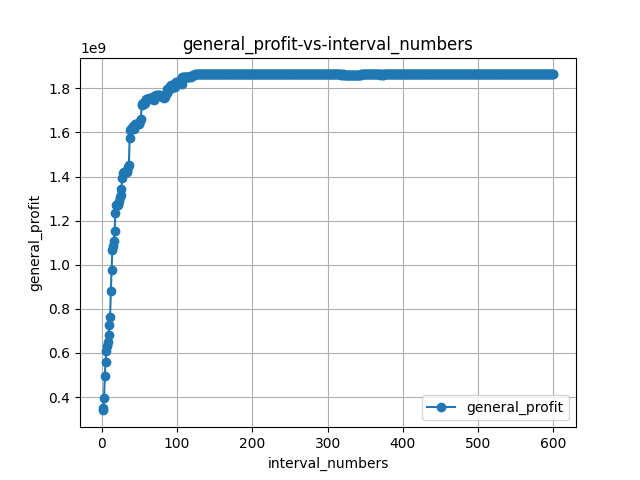 general_profit-vs-interval_numbers
1e9
1.8
1.6
1.4
1.2
1.0
0.8
0.6
0.4
general_profit
0 100 200 300 400 500 600
interval_numbers
general_profit